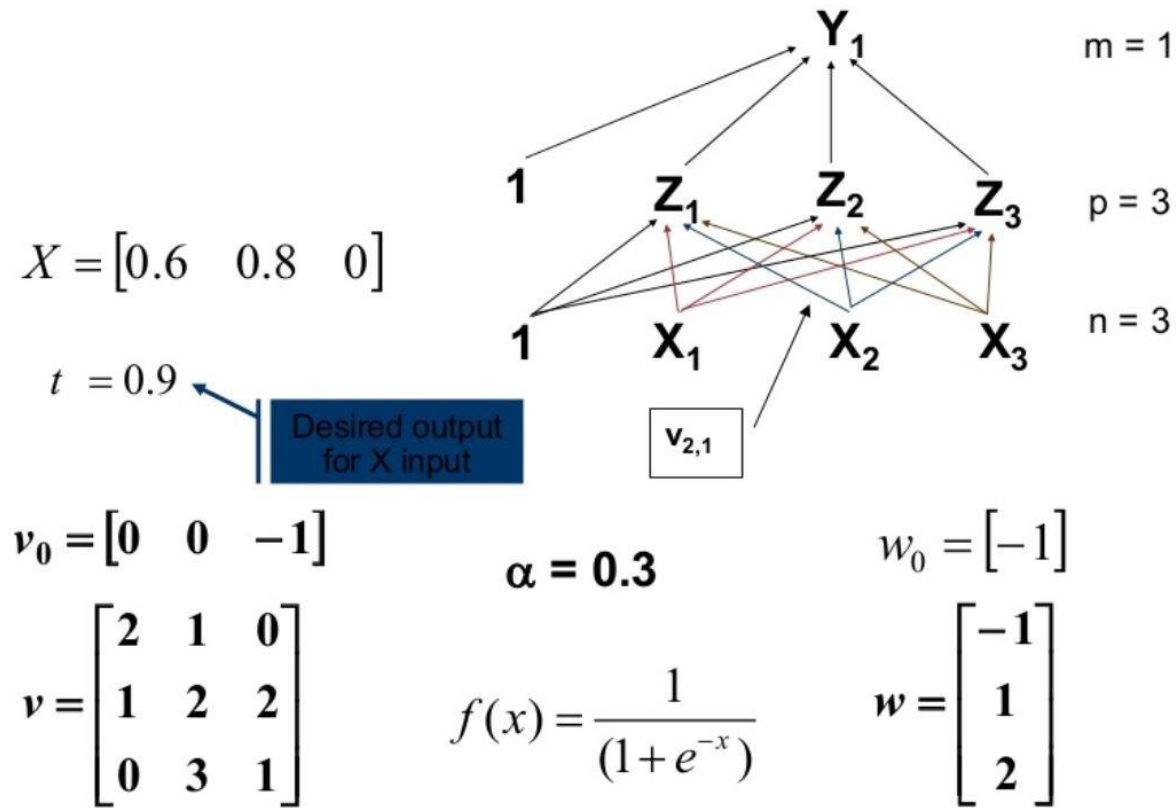 Y₁
m = 1
1 Z₁ Z₂ Z₃ p = 3
X = [0.6 0.8 0]
1 X₁ X₂ X₃ n = 3
t = 0.9
Desired output
for X input
v₂,₁
v₀ = [0 0 −1]
α = 0.3
w₀ = [−1]
v = [2 1 0
1 2 2
0 3 1]
f(x) = 1 / (1 + e⁻ˣ)
w = [−1
1
2]